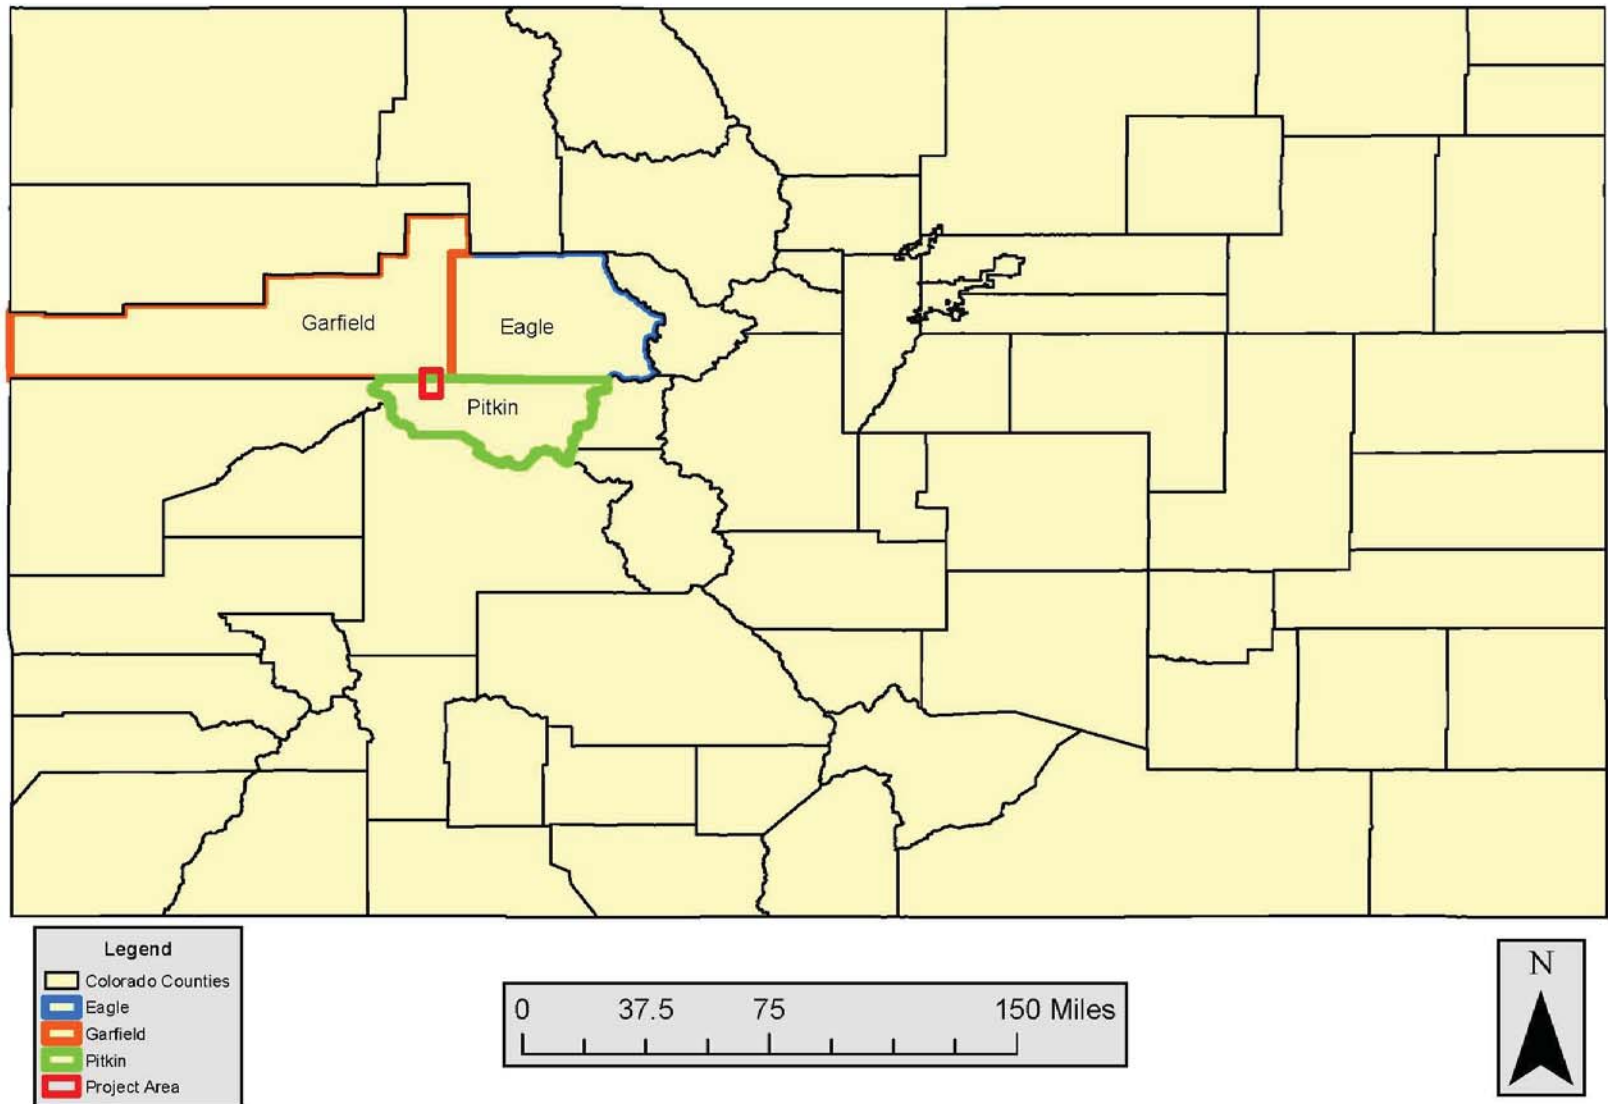 Garfield
Eagle
Pitkin
Legend
Colorado Counties
Eagle
Garfield
Pitkin
Project Area
0 37.5 75 150 Miles
N